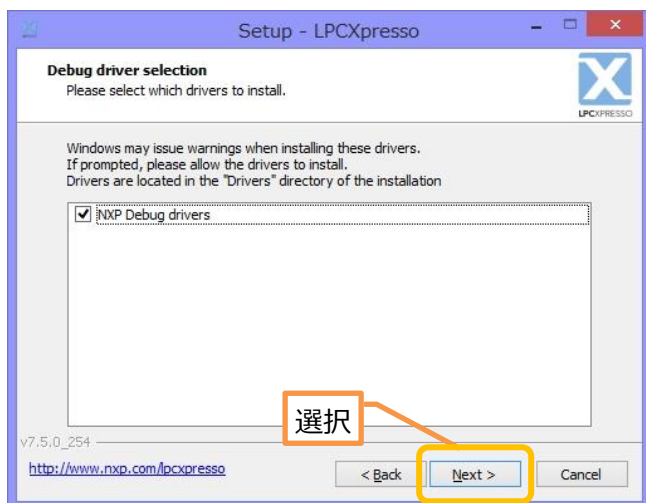 Setup - LPCXpresso
Debug driver selection
Please select which drivers to install.
LPCXPRESSO
Windows may issue warnings when installing these drivers.
If prompted, please allow the drivers to install.
Drivers are located in the "Drivers" directory of the installation
NXP Debug drivers
選択
v7.5.0_254
http://www.nxp.com/lpcxpresso
< Back
Next >
Cancel